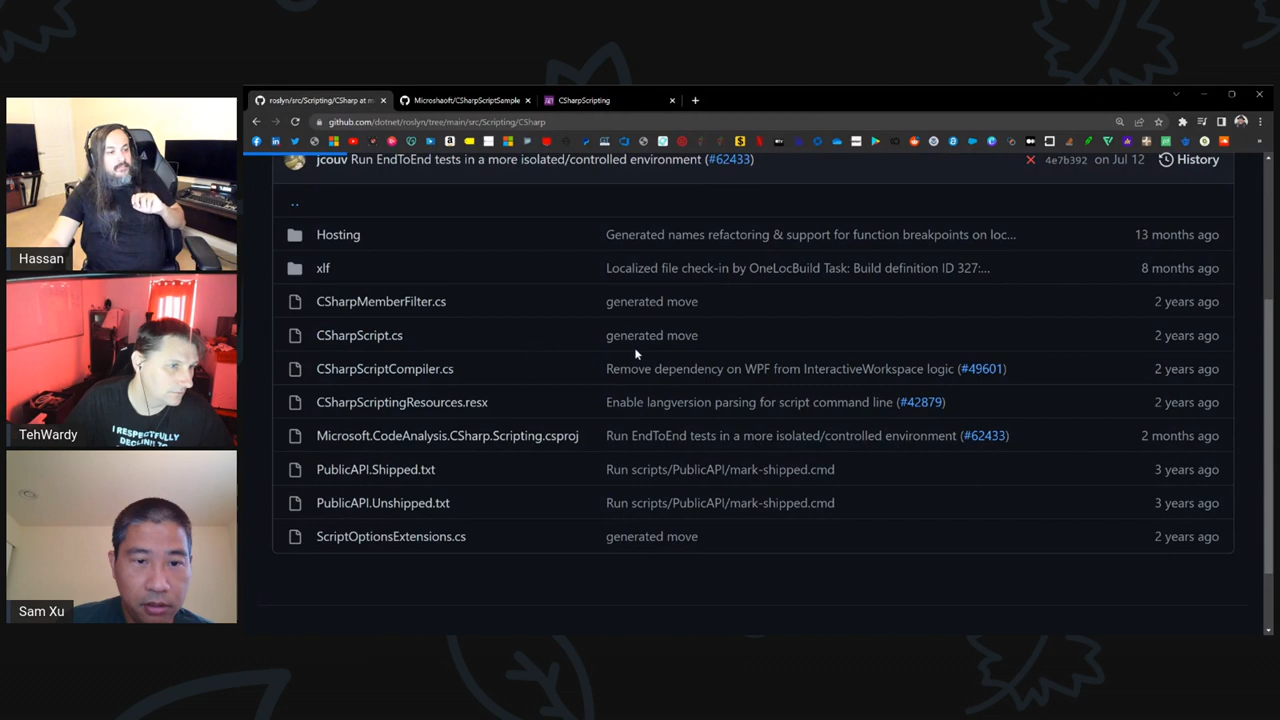 roslyn/src/Scripting/CSharp at m
Microshaoft/CSharpScriptSample
CSharpScripting
github.com/dotnet/roslyn/tree/main/src/Scripting/CSharp
jcouv Run EndToEnd tests in a more isolated/controlled environment (#62433)
4e7b392 on Jul 12 History
..
Hosting Generated names refactoring & support for function breakpoints on loc... 13 months ago
xlf Localized file check-in by OneLocBuild Task: Build definition ID 327:... 8 months ago
CSharpMemberFilter.cs generated move 2 years ago
CSharpScript.cs generated move 2 years ago
CSharpScriptCompiler.cs Remove dependency on WPF from InteractiveWorkspace logic (#49601) 2 years ago
CSharpScriptingResources.resx Enable langversion parsing for script command line (#42879) 2 years ago
Microsoft.CodeAnalysis.CSharp.Scripting.csproj Run EndToEnd tests in a more isolated/controlled environment (#62433) 2 months ago
PublicAPI.Shipped.txt Run scripts/PublicAPI/mark-shipped.cmd 3 years ago
PublicAPI.Unshipped.txt Run scripts/PublicAPI/mark-shipped.cmd 3 years ago
ScriptOptionsExtensions.cs generated move 2 years ago
Hassan
I RESPECTFULLY
TehWardy
Sam Xu